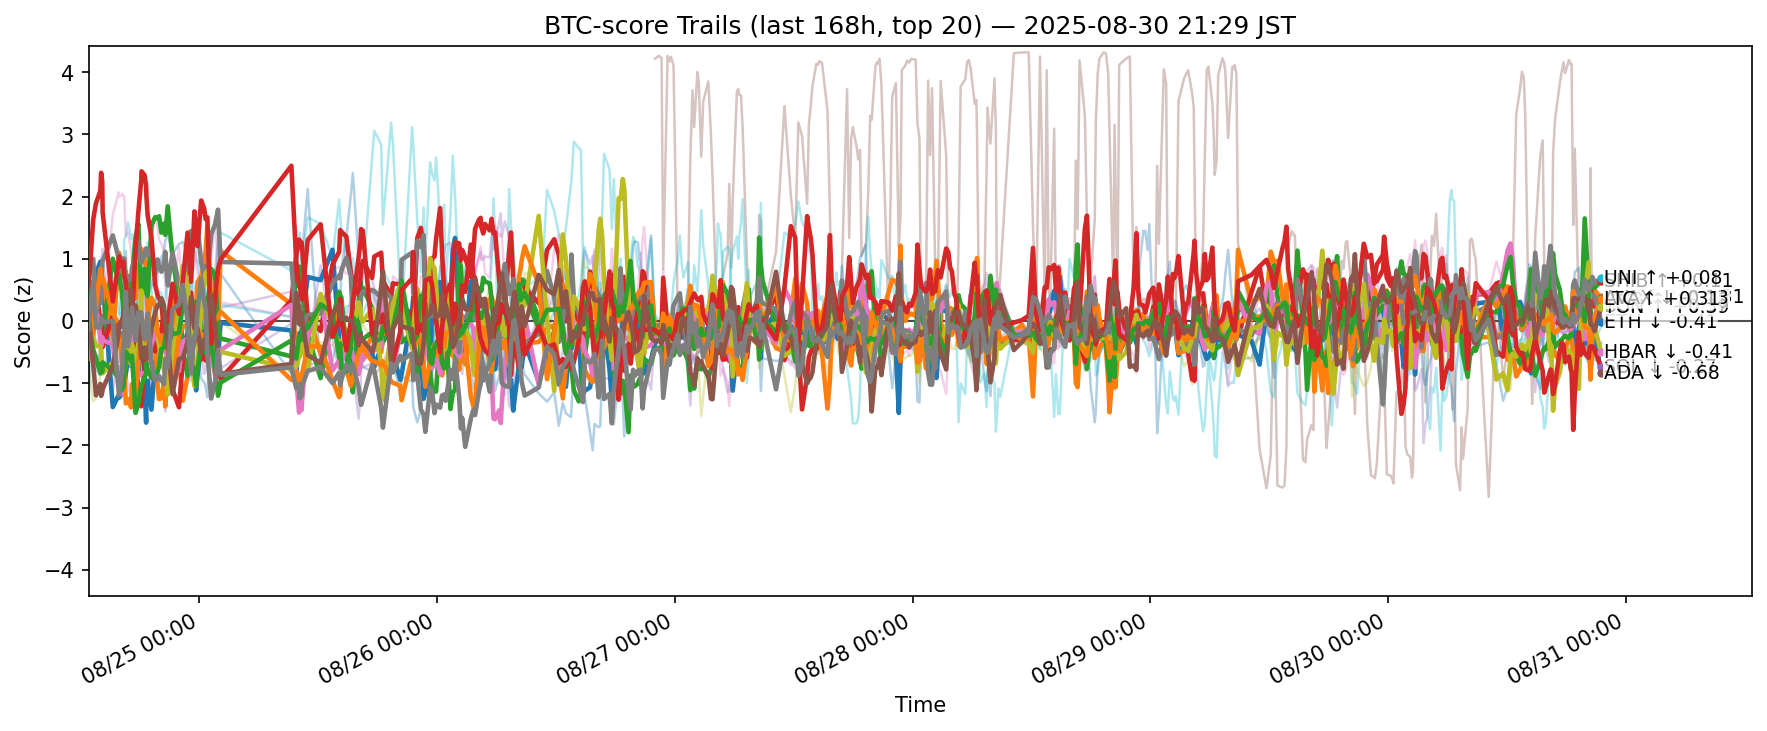 BTC-score Trails (last 168h, top 20) — 2025-08-30 21:29 JST
Score (z)
4
3
2
1
0
−1
−2
−3
−4
UNI ↑ +0.08
LTC ↑ +0.31
ETH ↓ -0.41
HBAR ↓ -0.41
ADA ↓ -0.68
08/25 00:00
08/26 00:00
08/27 00:00
08/28 00:00
08/29 00:00
08/30 00:00
08/31 00:00
Time